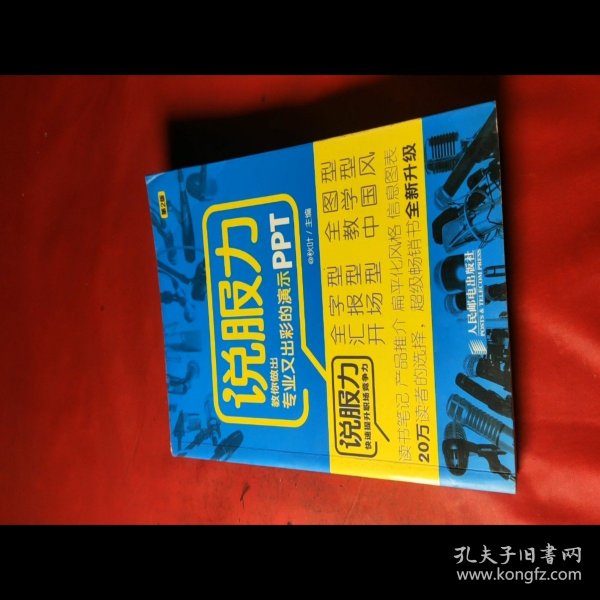 第2版
说服力
教你做出
专业又出彩的演示PPT
@秋叶/主编
说服力
快速提升职场竞争力
全字型 全图型
汇报型 教学型
开场型 中国风
读书笔记 产品推介 扁平化风格 信息图表
20万读者的选择，超级畅销书全新升级
人民邮电出版社
POSTS & TELECOM PRESS
孔夫子旧书网
www.kongfz.com